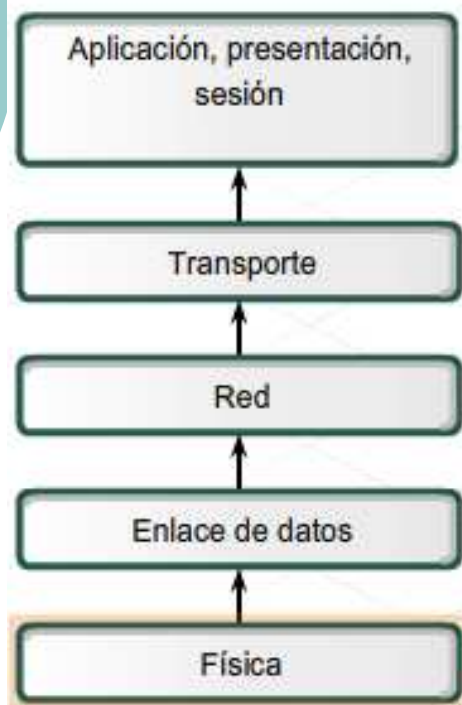 Aplicación, presentación,
sesión
Transporte
Red
Enlace de datos
Física